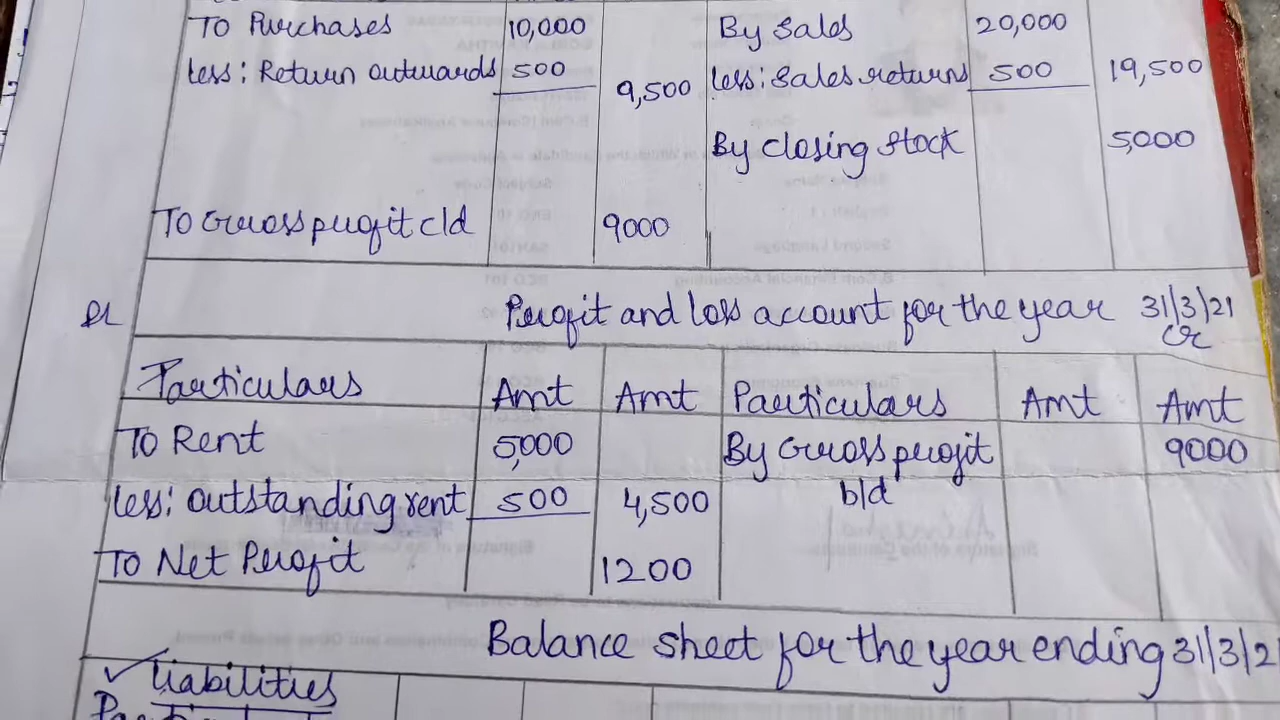 To Purchases 10,000 By Sales 20,000
less: Return outwards 500 9,500 less: Sales returns 500 19,500
By closing stock 5,000
To Gross profit c/d 9000
Profit and loss account for the year 31/3/21
Dr Cr
Particulars Amt Amt Particulars Amt Amt
To Rent 5,000 By Gross profit 9000
b/d
less: outstanding rent 500 4,500
To Net Profit 1200
Balance sheet for the year ending 31/3/2
Liabilities